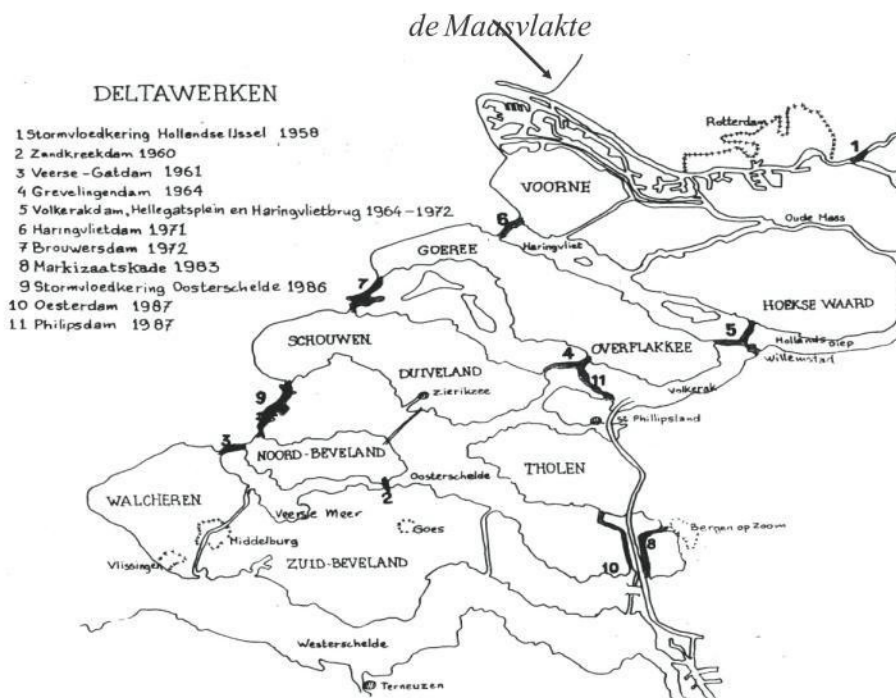 de Maasvlakte
DELTAWERKEN
1 Stormvloedkering Hollandse IJssel 1958
2 Zandkreekdam 1960
3 Veerse-Gatdam 1961
4 Grevelingendam 1964
5 Volkerakdam, Hellegatsplein en Haringvlietbrug 1964-1972
6 Haringvlietdam 1971
7 Brouwersdam 1972
8 Markizaatskade 1983
9 Stormvloedkering Oosterschelde 1986
10 Oesterdam 1987
11 Philipsdam 1987
Rotterdam
1
VOORNE
6
Haringvliet
Oude Maas
GOEREE
7
HOEKSE WAARD
5
Hollands Diep
Willemstad
SCHOUWEN
OVERFLAKKEE
4
DUIVELAND
11
Volkerak
Zierikzee
9
St Phillipsland
3
NOORD-BEVELAND
Oosterschelde
THOLEN
2
WALCHEREN
Veerse Meer
Goes
Bergen op Zoom
Middelburg
8
Vlissingen
ZUID-BEVELAND
10
Westerschelde
Terneuzen